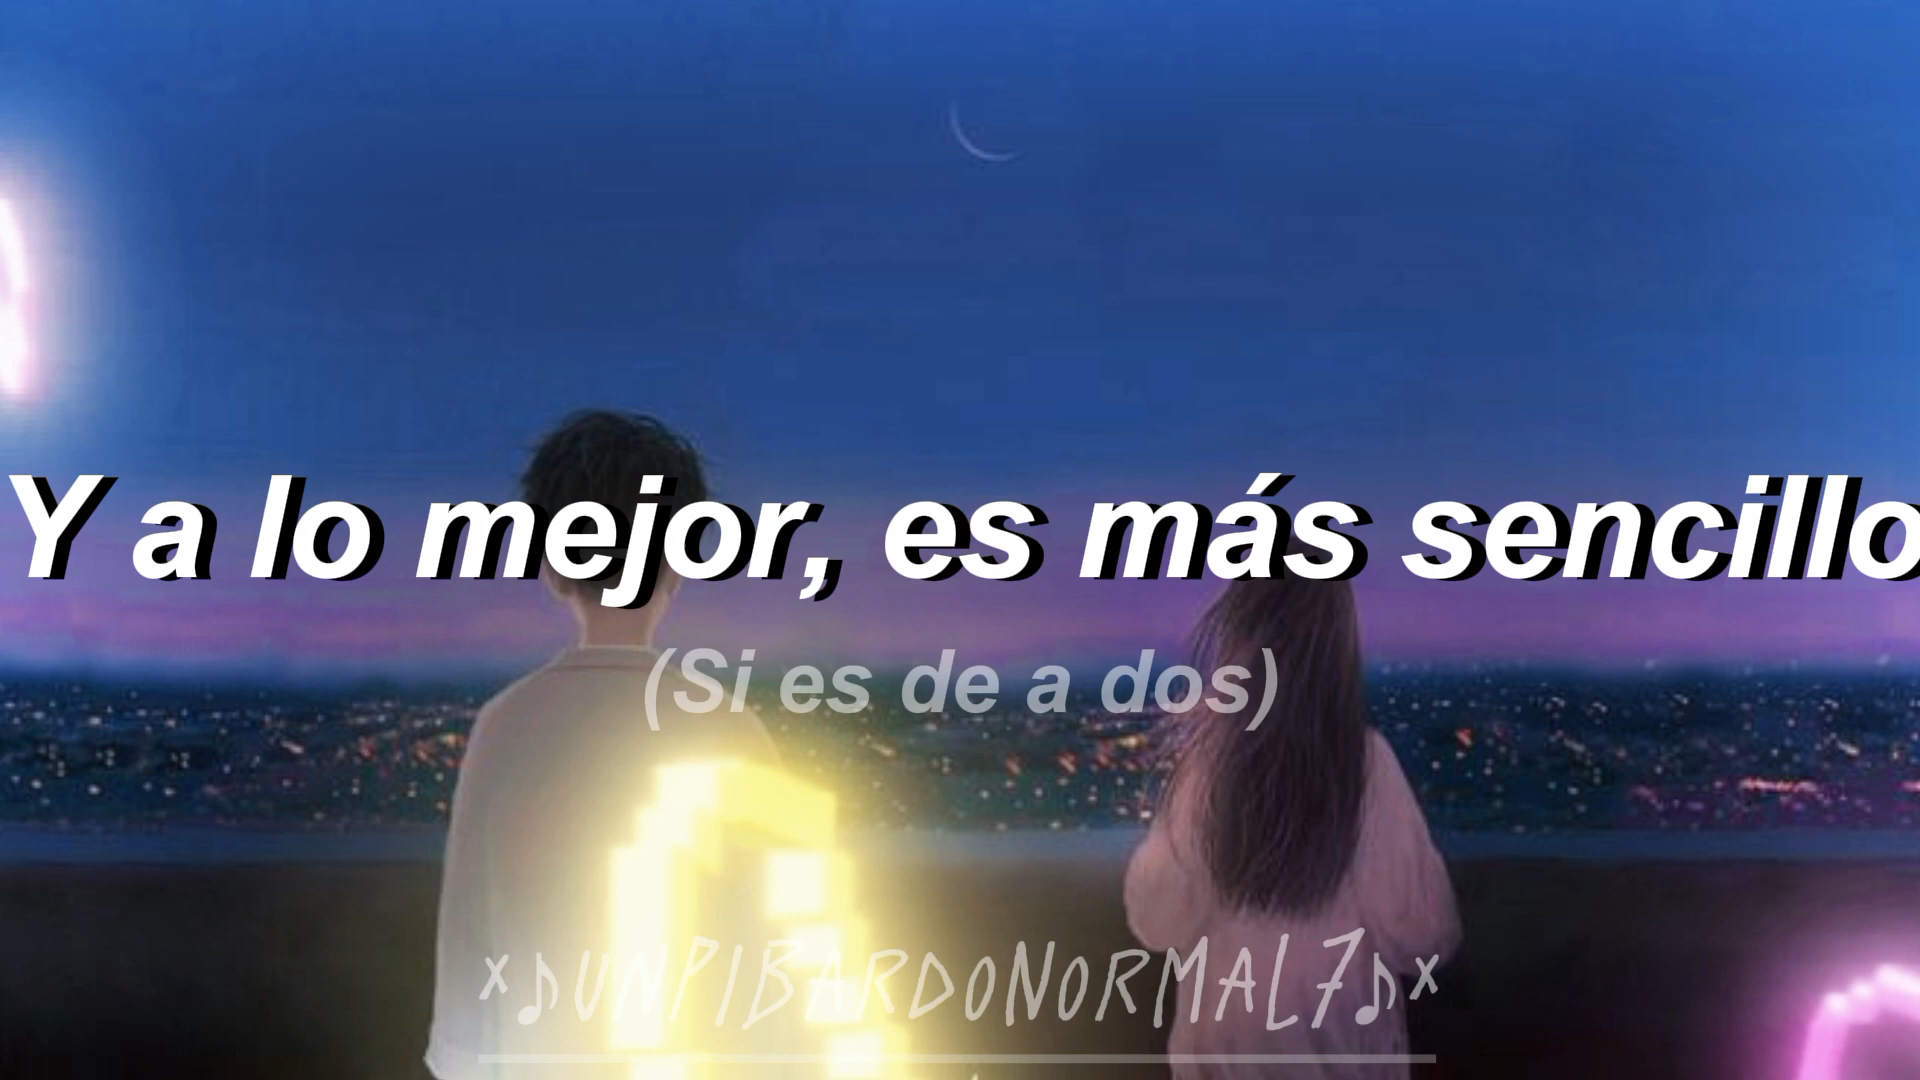 Y a lo mejor, es más sencillo
(Si es de a dos)
×♪UNPIBARDONORMAL7♪×